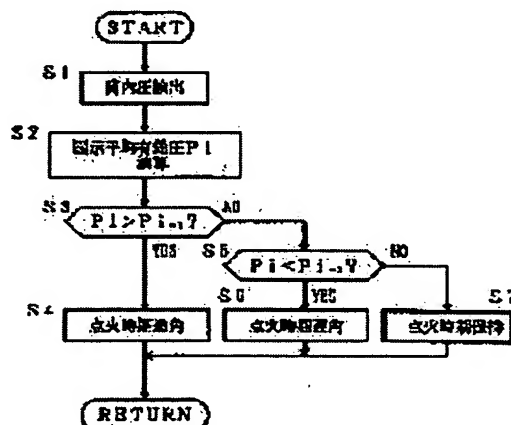 START
S1
筒内圧検出
S2
図示平均有効圧Pi
演算
S3
Pi>Pi-1?
NO
YES
S5
Pi<Pi-1?
NO
YES
S4
点火時期進角
S6
点火時期遅角
S7
点火時期保持
RETURN